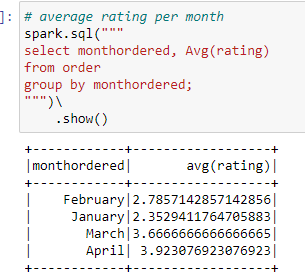 ]: # average rating per month
spark.sql("""
select monthordered, Avg(rating)
from order
group by monthordered;
""")\
    .show()
+------------+------------------+
|monthordered|       avg(rating)|
+------------+------------------+
|    February|2.7857142857142856|
|     January|2.3529411764705883|
|       March|3.6666666666666665|
|       April| 3.923076923076923|
+------------+------------------+